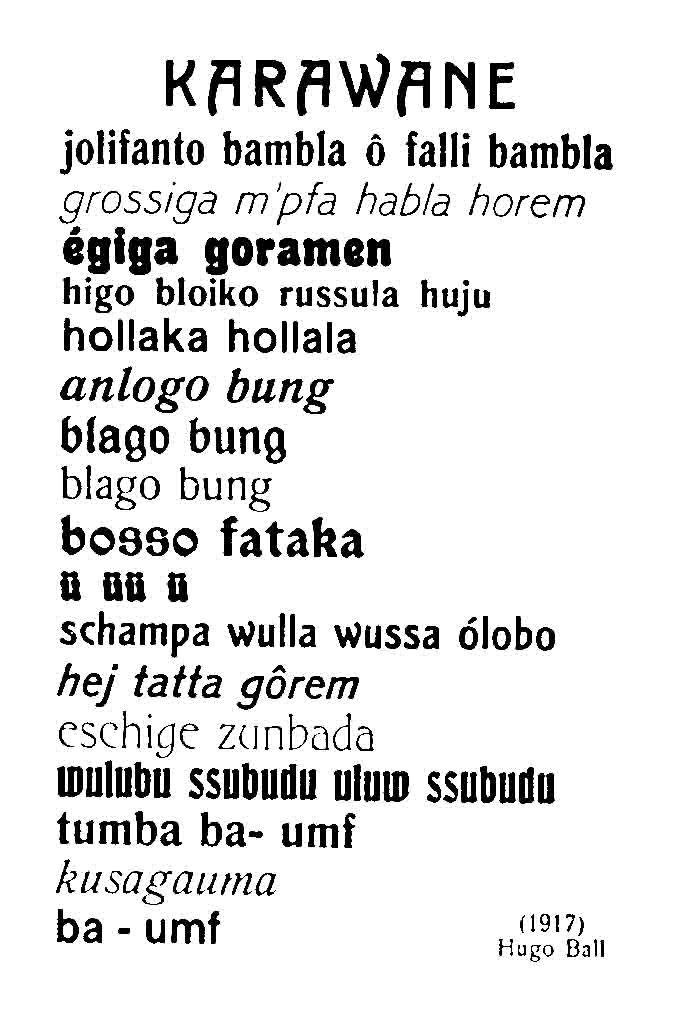 KARAWANE
jolifanto bambla ô falli bambla
grossiga m'pfa habla horem
égiga goramen
higo bloiko russula huju
hollaka hollala
anlogo bung
blago bung
blago bung
bosso fataka
ü üü ü
schampa wulla wussa ólobo
hej tatta gôrem
eschige zunbada
wulubu ssubudu uluw ssubudu
tumba ba- umf
kusagauma
ba - umf
(1917)
Hugo Ball